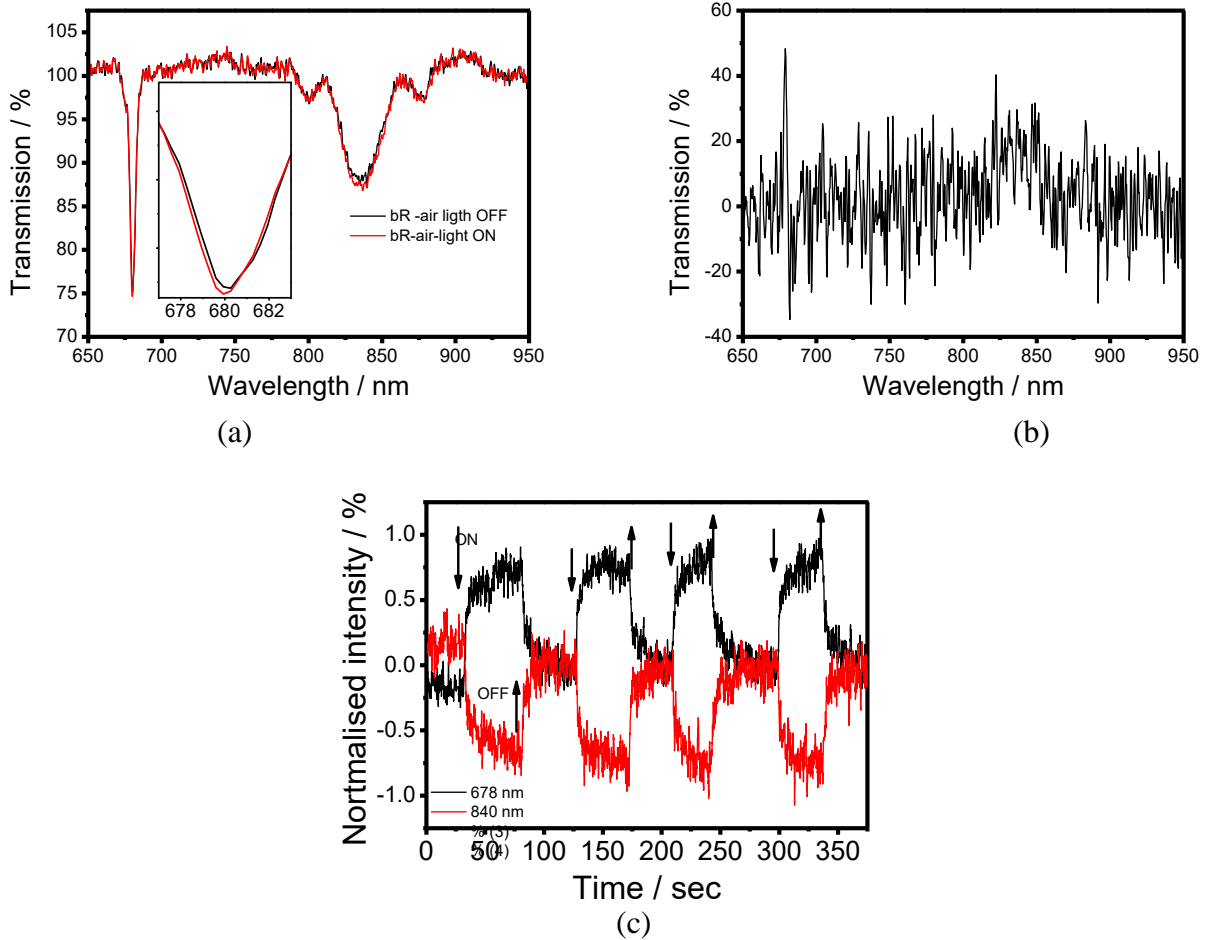 105
100
95
90
85
80
75
70
650 700 750 800 850 900 950
Transmission / %
Wavelength / nm
678 680 682
bR -air ligth OFF
bR-air-light ON
(a)
60
40
20
0
-20
-40
650 700 750 800 850 900 950
Transmission / %
Wavelength / nm
(b)
1.0
0.5
0.0
-0.5
-1.0
Nortmalised intensity / %
ON
OFF
678 nm
840 nm
% (3)
% (4)
0 50 100 150 200 250 300 350
Time / sec
(c)